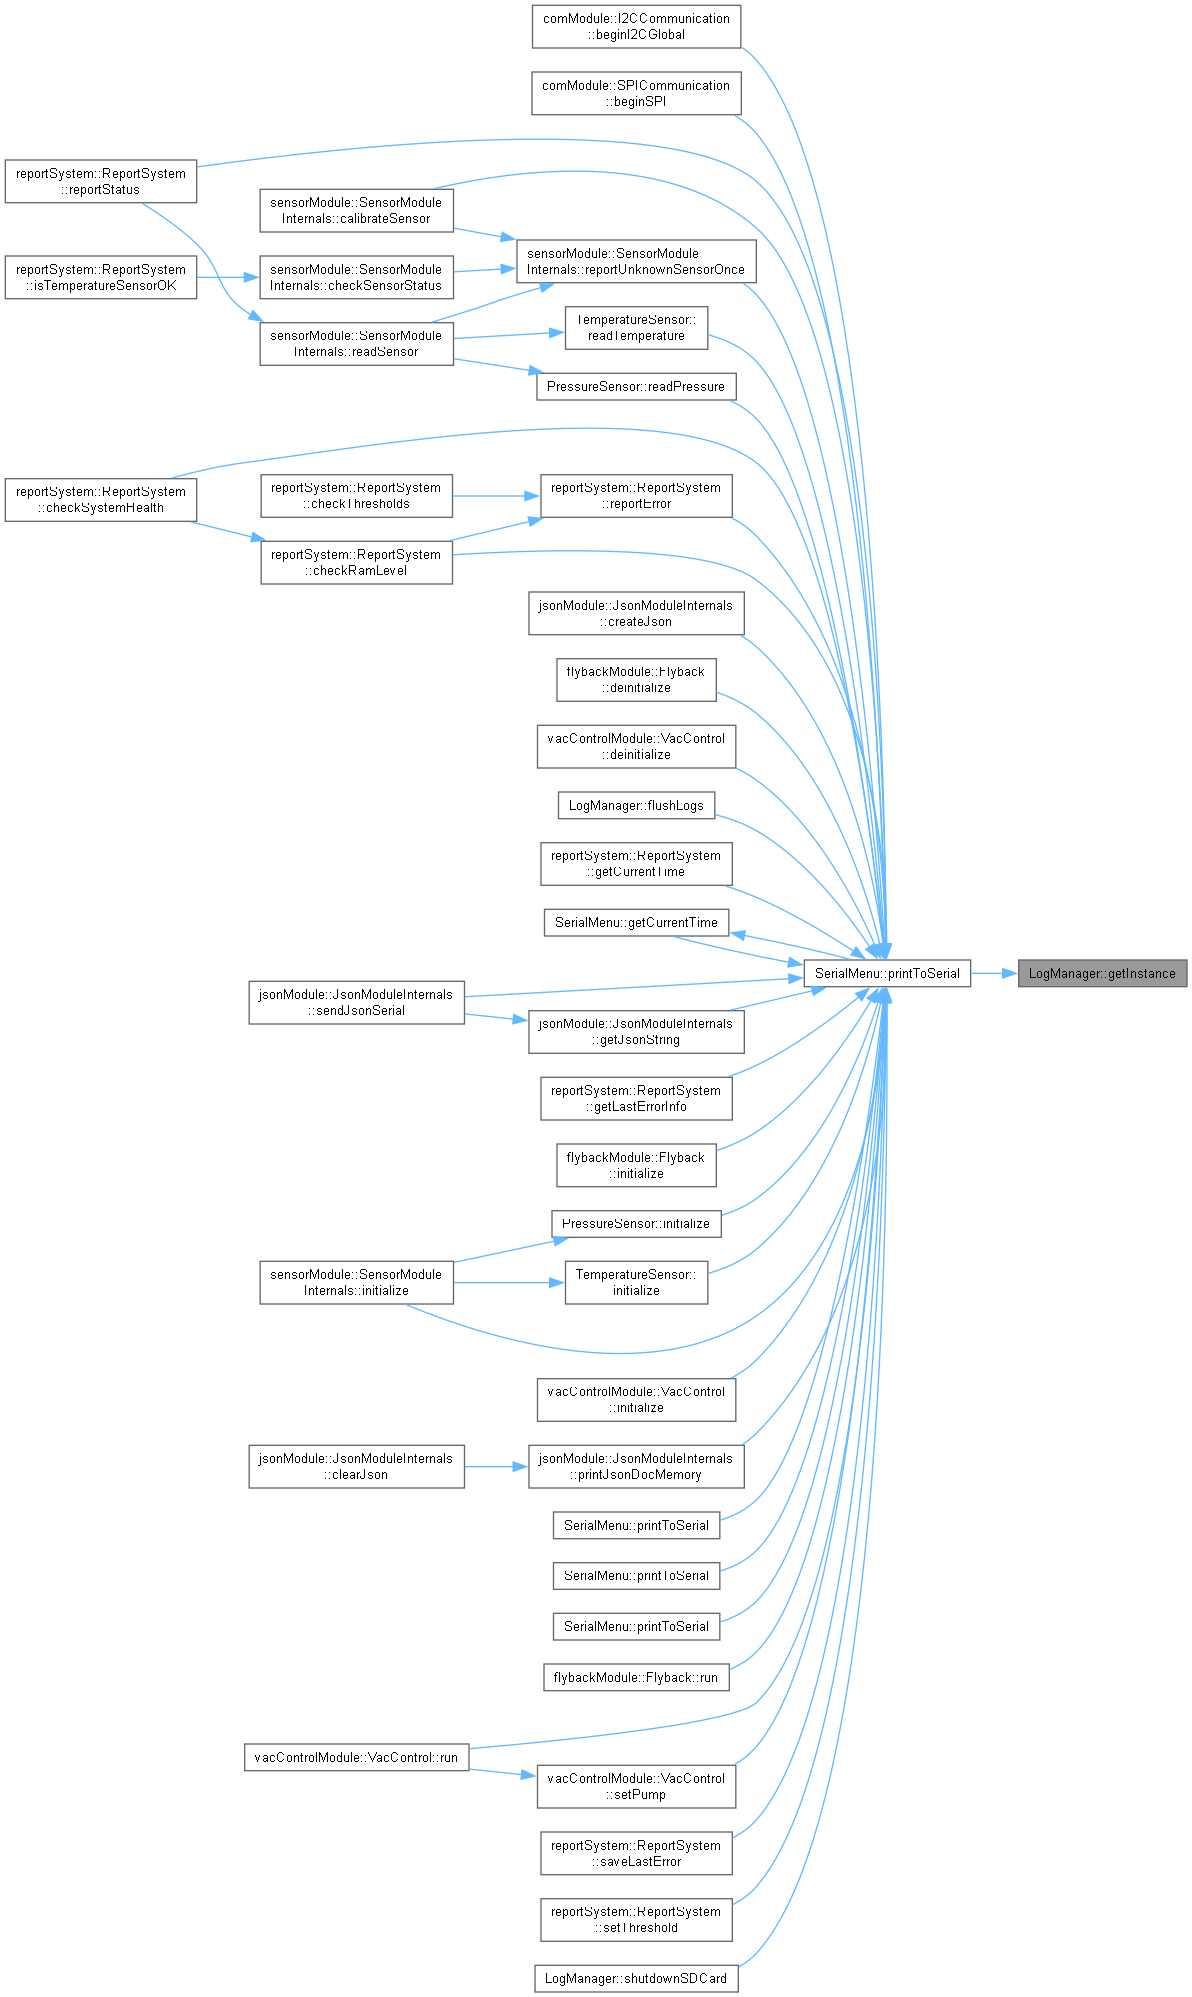 comModule::I2CCommunication
::beginI2CGlobal
comModule::SPICommunication
::beginSPI
reportSystem::ReportSystem
::reportStatus
sensorModule::SensorModule
Internals::calibrateSensor
sensorModule::SensorModule
Internals::reportUnknownSensorOnce
reportSystem::ReportSystem
::isTemperatureSensorOK
sensorModule::SensorModule
Internals::checkSensorStatus
TemperatureSensor::
readTemperature
sensorModule::SensorModule
Internals::readSensor
PressureSensor::readPressure
reportSystem::ReportSystem
::checkSystemHealth
reportSystem::ReportSystem
::checkThresholds
reportSystem::ReportSystem
::reportError
reportSystem::ReportSystem
::checkRamLevel
jsonModule::JsonModuleInternals
::createJson
flybackModule::Flyback
::deinitialize
vacControlModule::VacControl
::deinitialize
LogManager::flushLogs
reportSystem::ReportSystem
::getCurrentTime
SerialMenu::getCurrentTime
SerialMenu::printToSerial
LogManager::getInstance
jsonModule::JsonModuleInternals
::sendJsonSerial
jsonModule::JsonModuleInternals
::getJsonString
reportSystem::ReportSystem
::getLastErrorInfo
flybackModule::Flyback
::initialize
PressureSensor::initialize
sensorModule::SensorModule
Internals::initialize
TemperatureSensor::
initialize
vacControlModule::VacControl
::initialize
jsonModule::JsonModuleInternals
::clearJson
jsonModule::JsonModuleInternals
::printJsonDocMemory
SerialMenu::printToSerial
SerialMenu::printToSerial
SerialMenu::printToSerial
flybackModule::Flyback::run
vacControlModule::VacControl::run
vacControlModule::VacControl
::setPump
reportSystem::ReportSystem
::saveLastError
reportSystem::ReportSystem
::setThreshold
LogManager::shutdownSDCard